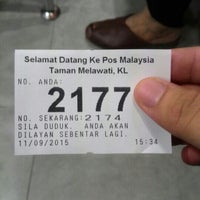 Selamat Datang Ke Pos Malaysia
Taman Melawati, KL
NO. ANDA:
2177
NO. SEKARANG: 2174
SILA DUDUK. ANDA AKAN
DILAYAN SEBENTAR LAGI.
11/09/2015 15:34